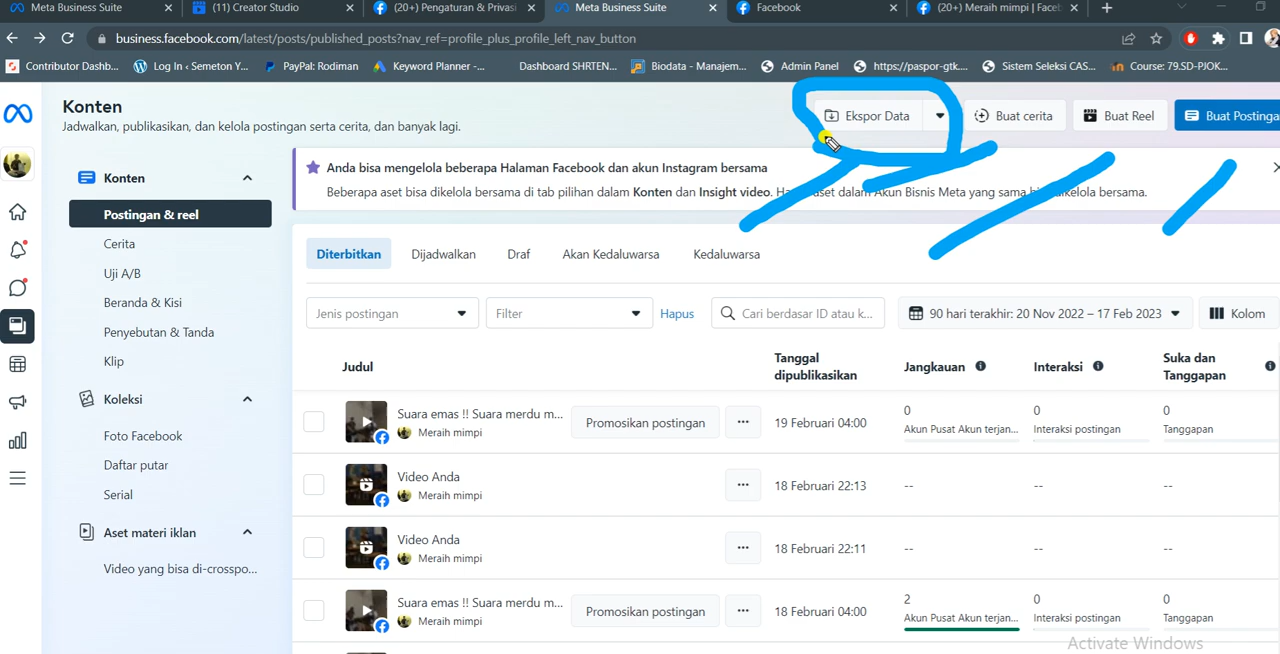 Meta Business Suite
(11) Creator Studio
(20+) Pengaturan & Privasi
Meta Business Suite
Facebook
(20+) Meraih mimpi | Facel
business.facebook.com/latest/posts/published_posts?nav_ref=profile_plus_profile_left_nav_button
Contributor Dashb...
Log In ‹ Semeton Y...
PayPal: Rodiman
Keyword Planner -...
Dashboard SHRTEN...
Biodata - Manajem...
Admin Panel
https://paspor-gtk....
Sistem Seleksi CAS...
Course: 79.SD-PJOK...
Konten
Jadwalkan, publikasikan, dan kelola postingan serta cerita, dan banyak lagi.
Ekspor Data
Buat cerita
Buat Reel
Buat Postinga
Konten
Postingan & reel
Cerita
Uji A/B
Beranda & Kisi
Penyebutan & Tanda
Klip
Koleksi
Foto Facebook
Daftar putar
Serial
Aset materi iklan
Video yang bisa di-crosspo...
Anda bisa mengelola beberapa Halaman Facebook dan akun Instagram bersama
Beberapa aset bisa dikelola bersama di tab pilihan dalam Konten dan Insight video. aset dalam Akun Bisnis Meta yang sama dikelola bersama.
Diterbitkan
Dijadwalkan
Draf
Akan Kedaluwarsa
Kedaluwarsa
Jenis postingan
Filter
Hapus
Cari berdasar ID atau k...
90 hari terakhir: 20 Nov 2022 – 17 Feb 2023
Kolom
Judul
Tanggal
dipublikasikan
Jangkauan
Interaksi
Suka dan
Tanggapan
Suara emas !! Suara merdu m...
Meraih mimpi
Promosikan postingan
...
19 Februari 04:00
0
Akun Pusat Akun terjan...
0
Interaksi postingan
0
Tanggapan
Video Anda
Meraih mimpi
...
18 Februari 22:13
--
--
--
Video Anda
Meraih mimpi
...
18 Februari 22:11
--
--
--
Suara emas !! Suara merdu m...
Meraih mimpi
Promosikan postingan
...
18 Februari 04:00
2
Akun Pusat Akun terjan...
0
Interaksi postingan
0
Tanggapan
Activate Windows